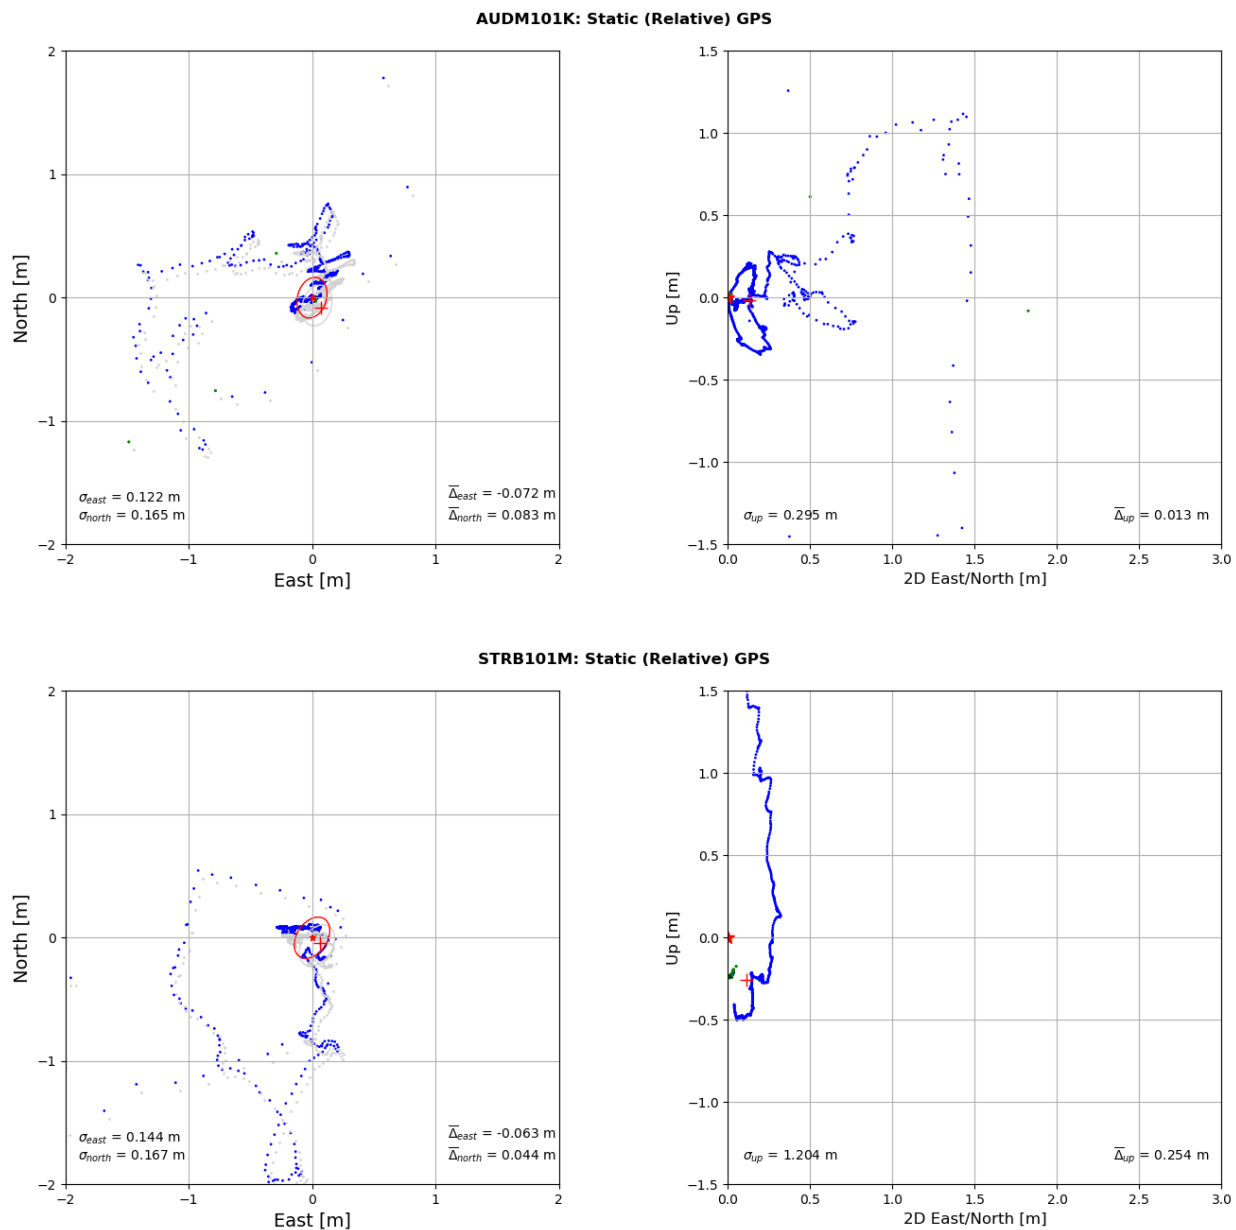 AUDM101K: Static (Relative) GPS
2
1
0
−1
−2
North [m]
σeast = 0.122 m
σnorth = 0.165 m
Δ̅east = -0.072 m
Δ̅north = 0.083 m
−2
−1
0
1
2
East [m]
1.5
1.0
0.5
0.0
−0.5
−1.0
−1.5
Up [m]
σup = 0.295 m
Δ̅up = 0.013 m
0.0
0.5
1.0
1.5
2.0
2.5
3.0
2D East/North [m]
STRB101M: Static (Relative) GPS
2
1
0
−1
−2
North [m]
σeast = 0.144 m
σnorth = 0.167 m
Δ̅east = -0.063 m
Δ̅north = 0.044 m
−2
−1
0
1
2
East [m]
1.5
1.0
0.5
0.0
−0.5
−1.0
−1.5
Up [m]
σup = 1.204 m
Δ̅up = 0.254 m
0.0
0.5
1.0
1.5
2.0
2.5
3.0
2D East/North [m]